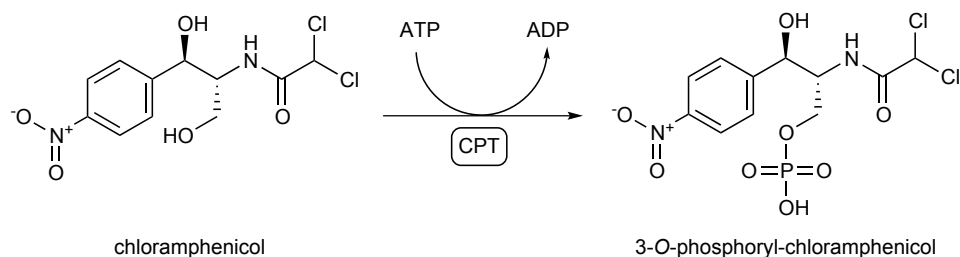 OH
H
N
Cl
Cl
O
HO
-O
N+
O
chloramphenicol
ATP
ADP
CPT
OH
H
N
Cl
Cl
O
O
O=P=O
OH
-O
N+
O
3-O-phosphoryl-chloramphenicol